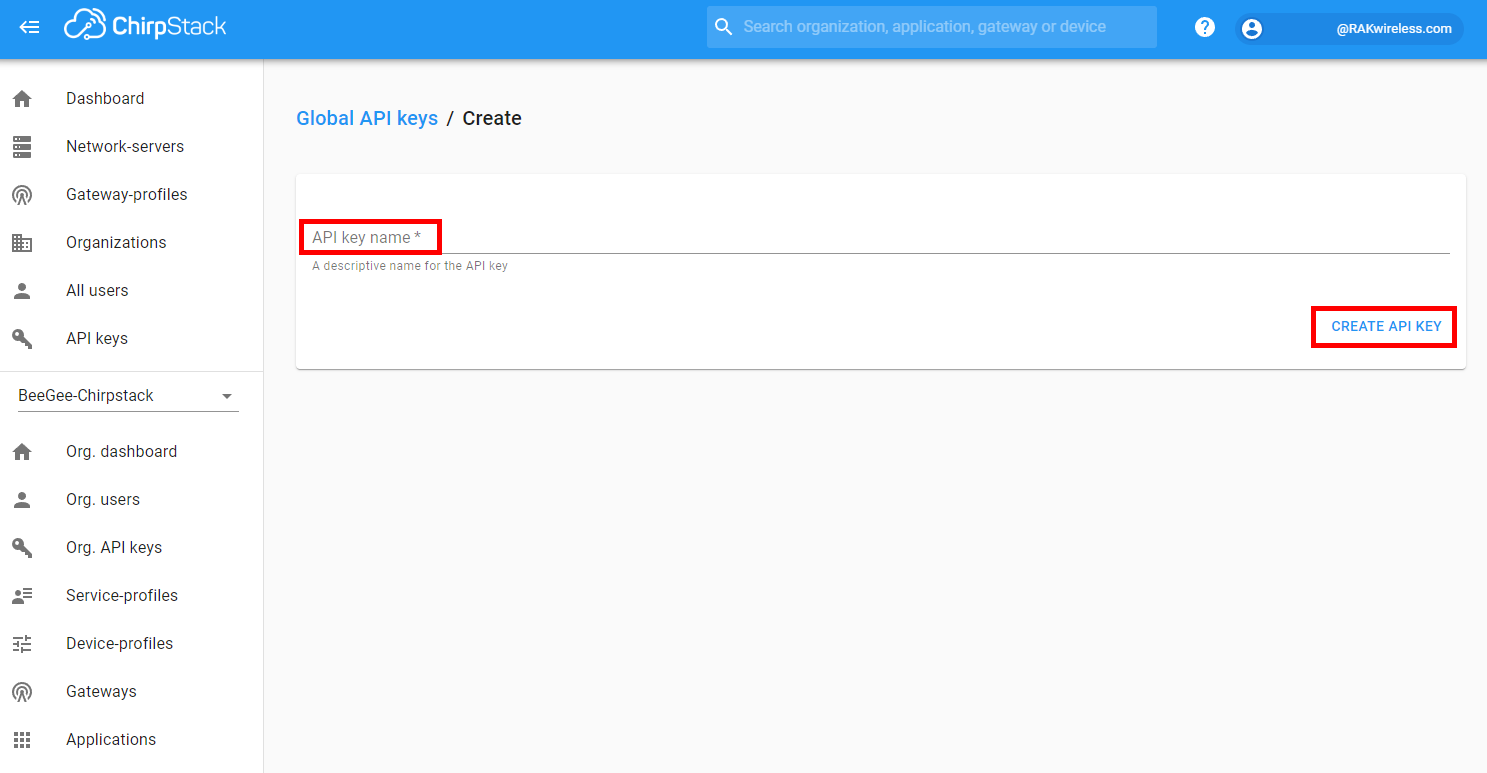 ChirpStack
Search organization, application, gateway or device
?
@RAKwireless.com
Dashboard
Network-servers
Gateway-profiles
Organizations
All users
API keys
BeeGee-Chirpstack
Org. dashboard
Org. users
Org. API keys
Service-profiles
Device-profiles
Gateways
Applications
Global API keys / Create
API key name *
A descriptive name for the API key
CREATE API KEY